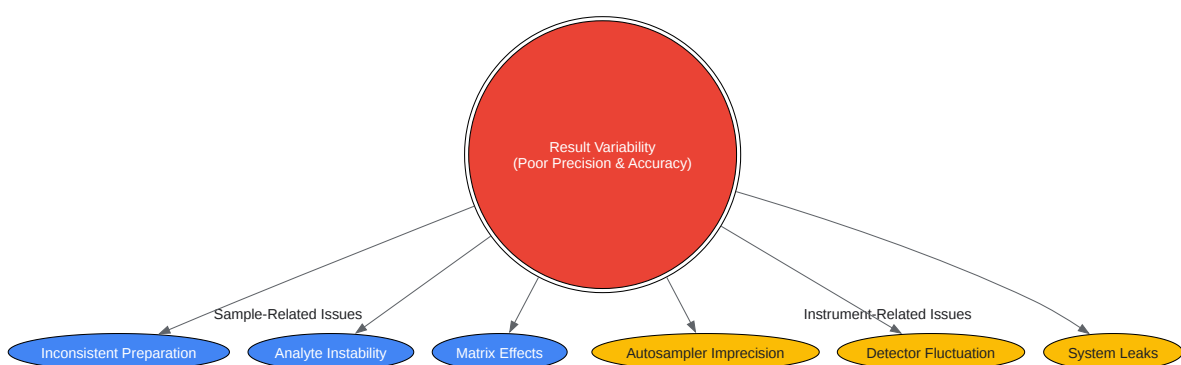 Result Variability
(Poor Precision & Accuracy)
Sample-Related Issues
Instrument-Related Issues
Inconsistent Preparation
Analyte Instability
Matrix Effects
Autosampler Imprecision
Detector Fluctuation
System Leaks